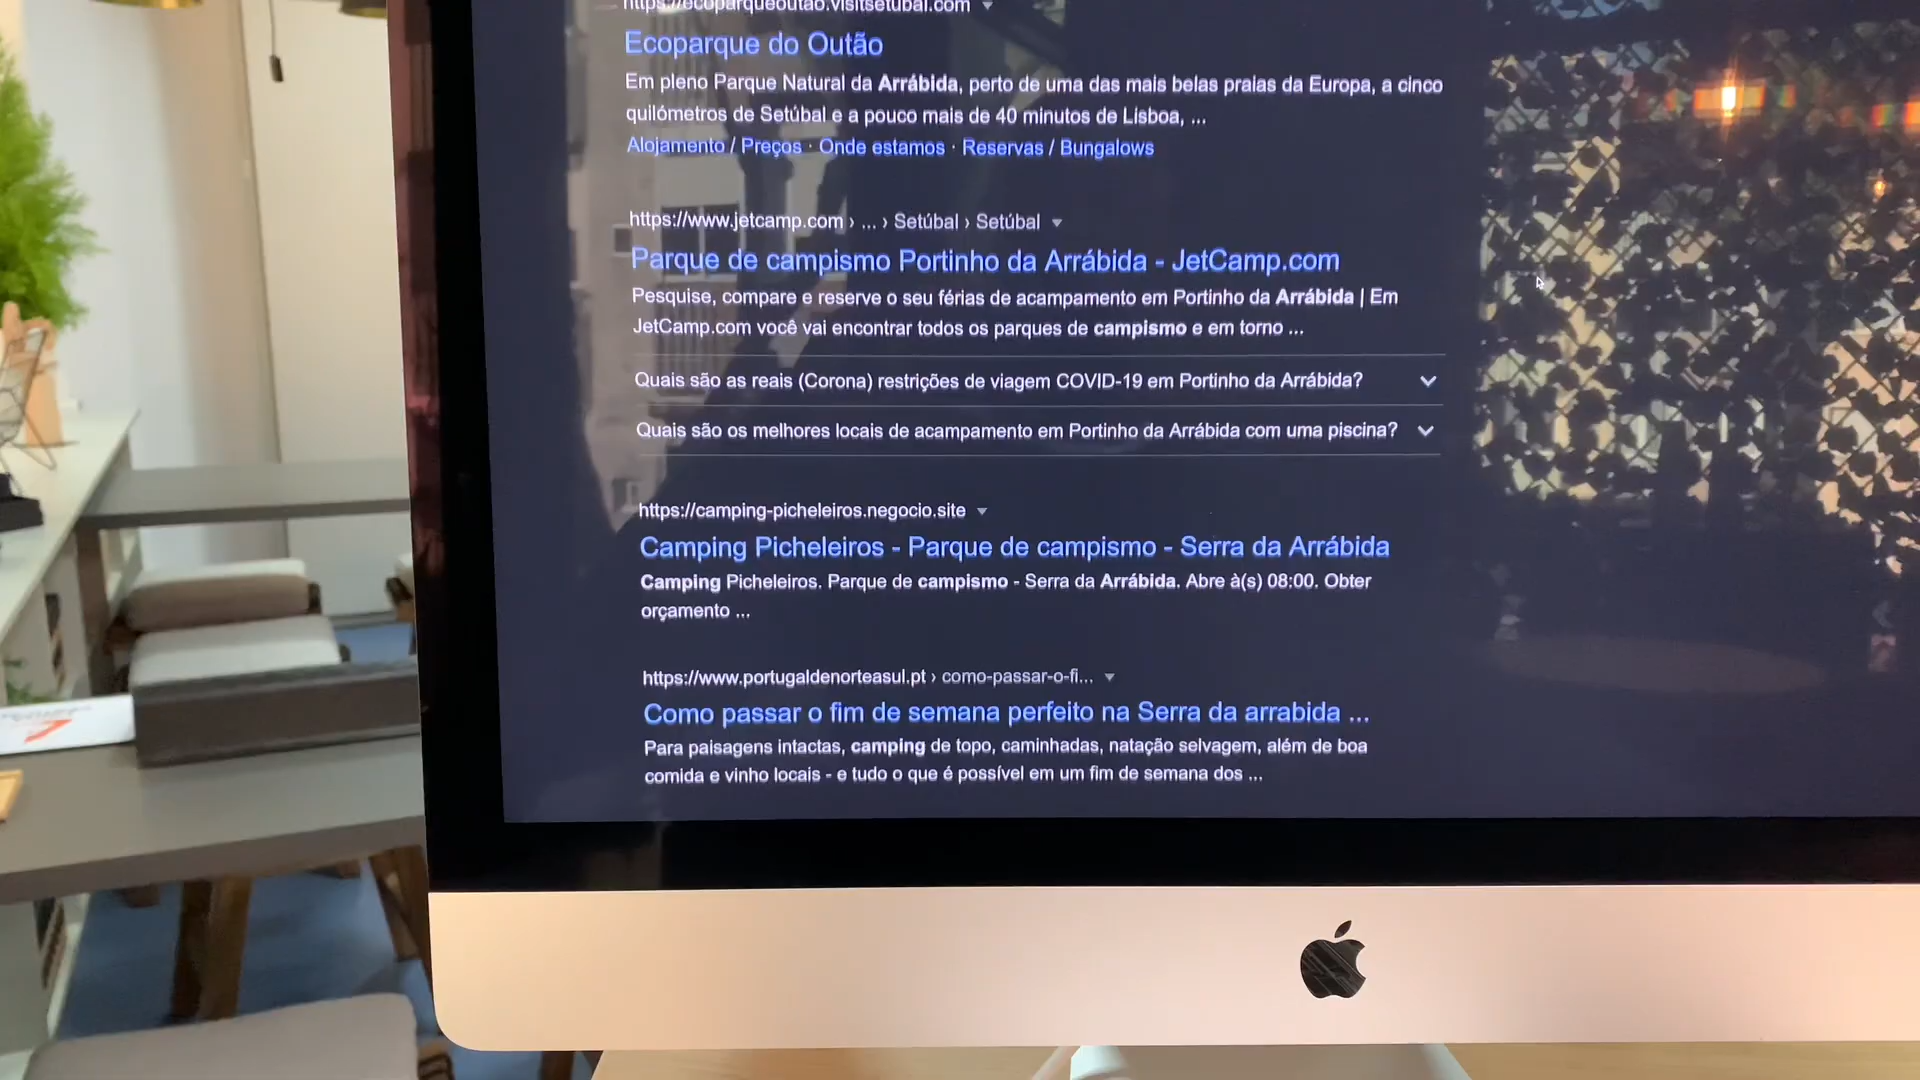 https://ecoparqueoutao.visitsetubal.com
Ecoparque do Outão
Em pleno Parque Natural da Arrábida, perto de uma das mais belas praias da Europa, a cinco
quilómetros de Setúbal e a pouco mais de 40 minutos de Lisboa, ...
Alojamento / Preços · Onde estamos · Reservas / Bungalows
https://www.jetcamp.com › ... › Setúbal › Setúbal
Parque de campismo Portinho da Arrábida - JetCamp.com
Pesquise, compare e reserve o seu férias de acampamento em Portinho da Arrábida | Em
JetCamp.com você vai encontrar todos os parques de campismo e em torno ...
Quais são as reais (Corona) restrições de viagem COVID-19 em Portinho da Arrábida?
Quais são os melhores locais de acampamento em Portinho da Arrábida com uma piscina?
https://camping-picheleiros.negocio.site
Camping Picheleiros - Parque de campismo - Serra da Arrábida
Camping Picheleiros. Parque de campismo - Serra da Arrábida. Abre à(s) 08:00. Obter
orçamento ...
https://www.portugaldenorteasul.pt › como-passar-o-fi...
Como passar o fim de semana perfeito na Serra da arrabida ...
Para paisagens intactas, camping de topo, caminhadas, natação selvagem, além de boa
comida e vinho locais - e tudo o que é possível em um fim de semana dos ...